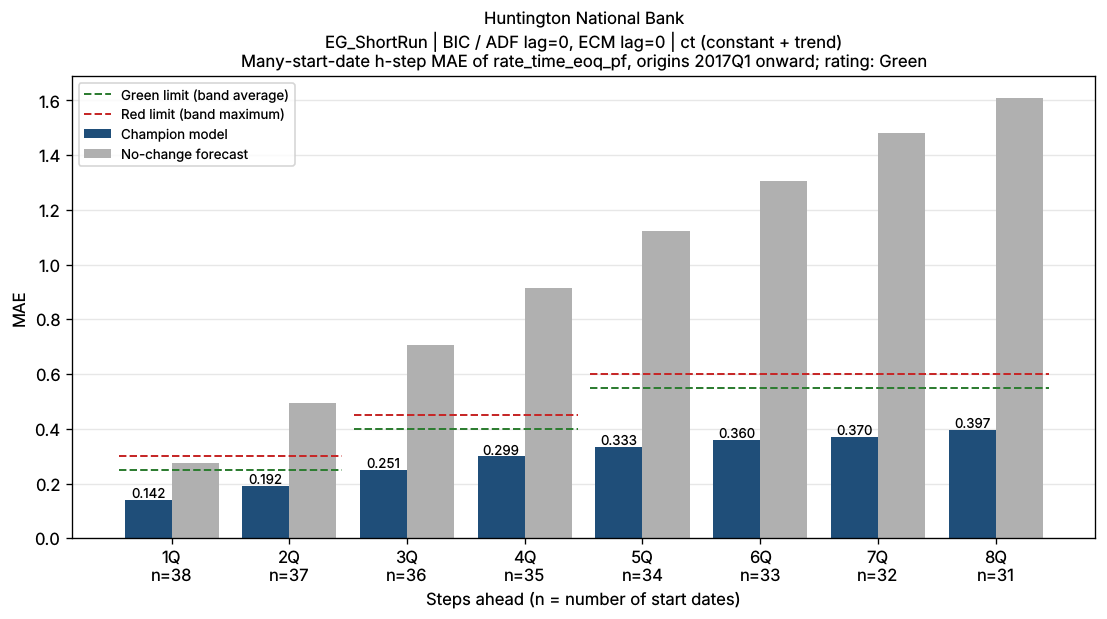 Huntington National Bank
EG_ShortRun | BIC / ADF lag=0, ECM lag=0 | ct (constant + trend)
Many-start-date h-step MAE of rate_time_eoq_pf, origins 2017Q1 onward; rating: Green
Green limit (band average)
Red limit (band maximum)
Champion model
No-change forecast
MAE
1.6
1.4
1.2
1.0
0.8
0.6
0.4
0.2
0.0
0.142
0.192
0.251
0.299
0.333
0.360
0.370
0.397
1Q 2Q 3Q 4Q 5Q 6Q 7Q 8Q
n=38 n=37 n=36 n=35 n=34 n=33 n=32 n=31
Steps ahead (n = number of start dates)